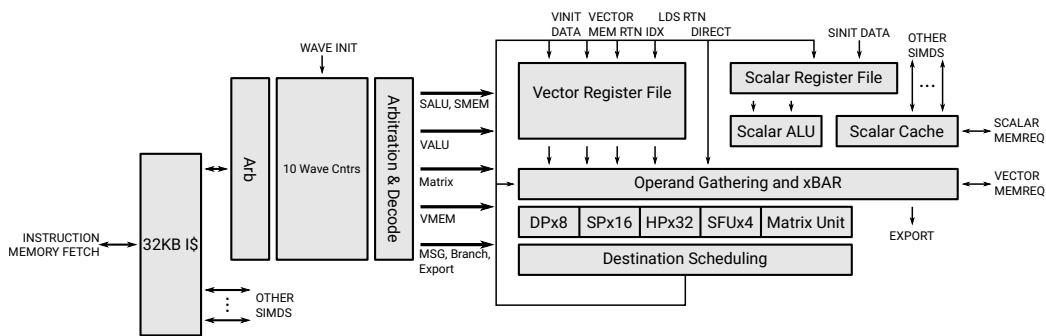 VINIT
DATA
VECTOR
MEM RTN
IDX
LDS RTN
DIRECT
SINIT DATA
OTHER
SIMDS
...
WAVE INIT
Arb
10 Wave Cntrs
Arbitration & Decode
SALU, SMEM
VALU
Matrix
VMEM
MSG, Branch,
Export
Vector Register File
Scalar Register File
Scalar ALU
Scalar Cache
SCALAR
MEMREQ
Operand Gathering and xBAR
VECTOR
MEMREQ
DPx8
SPx16
HPx32
SFUx4
Matrix Unit
EXPORT
Destination Scheduling
INSTRUCTION
MEMORY FETCH
32KB I$
...
OTHER
SIMDS